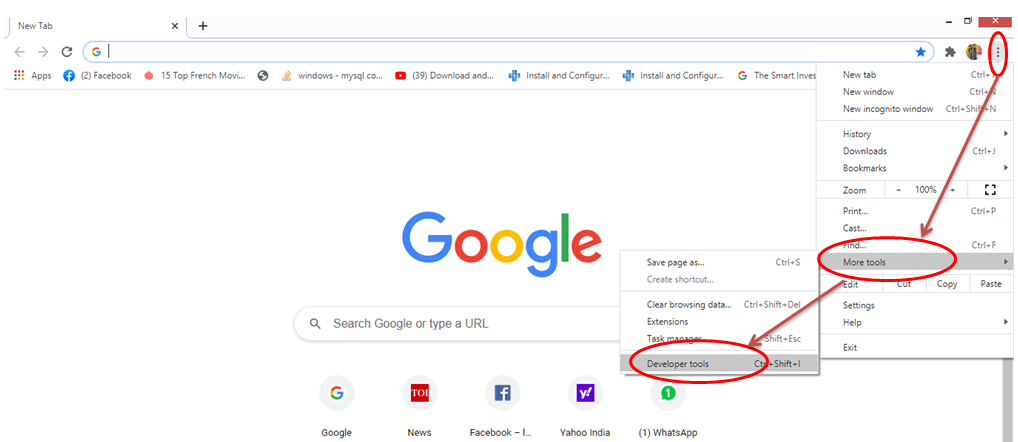 New Tab
Apps (2) Facebook 15 Top French Movi... windows - mysql co... (39) Download and... Install and Configur... Install and Configur... The Smart Inves
New tab Ctrl+T
New window Ctrl+N
New incognito window Ctrl+Shift+N
History
Downloads Ctrl+J
Bookmarks
Zoom - 100% +
Print... Ctrl+P
Cast...
Find... Ctrl+F
More tools
Edit Cut Copy Paste
Settings
Help
Exit
Save page as... Ctrl+S
Create shortcut...
Clear browsing data... Ctrl+Shift+Del
Extensions
Task manager Shift+Esc
Developer tools Ctrl+Shift+I
Google
Search Google or type a URL
TOI
1
Google News Facebook – l... Yahoo India (1) WhatsApp